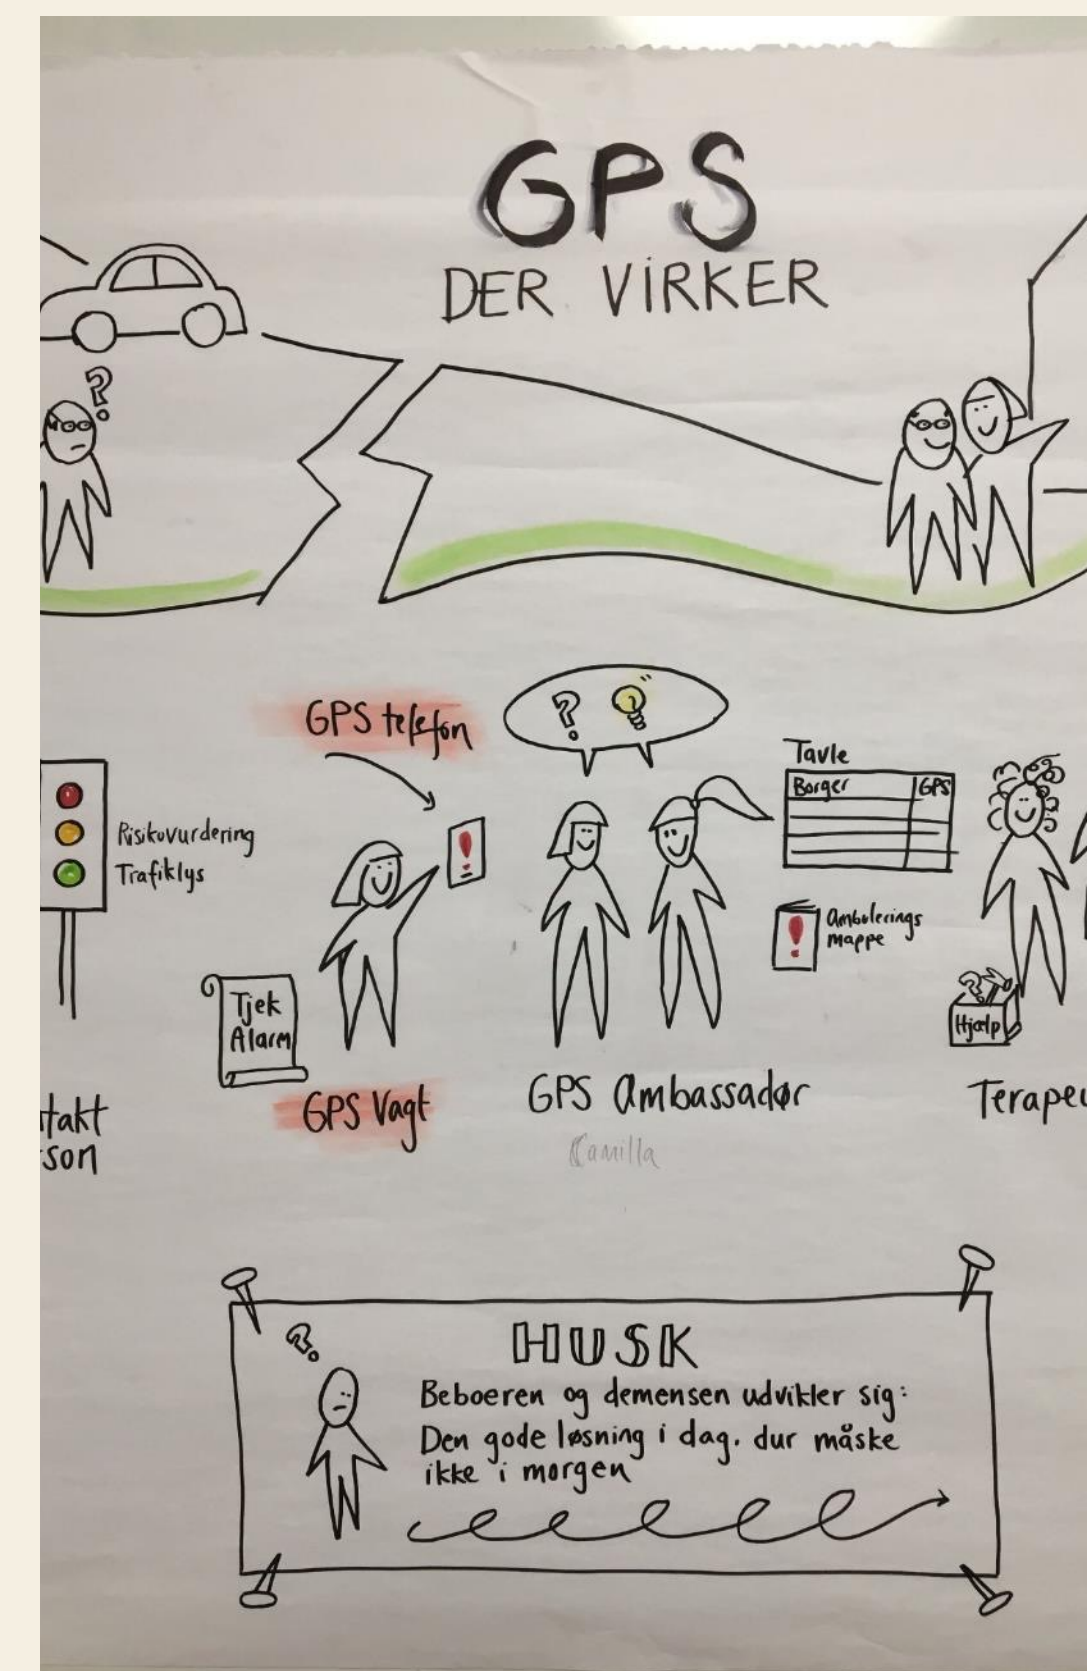 GPS
DER VIRKER
GPS telefon
Risikovurdering
Trafiklys
Tavle
Borger GPS
Ambulerings
mappe
Tjek
Alarm
Hjælp
takt
son
GPS Vagt
GPS Ambassadør
Camilla
Terapeu
HUSK
Beboeren og demensen udvikler sig:
Den gode løsning i dag. dur måske
ikke i morgen